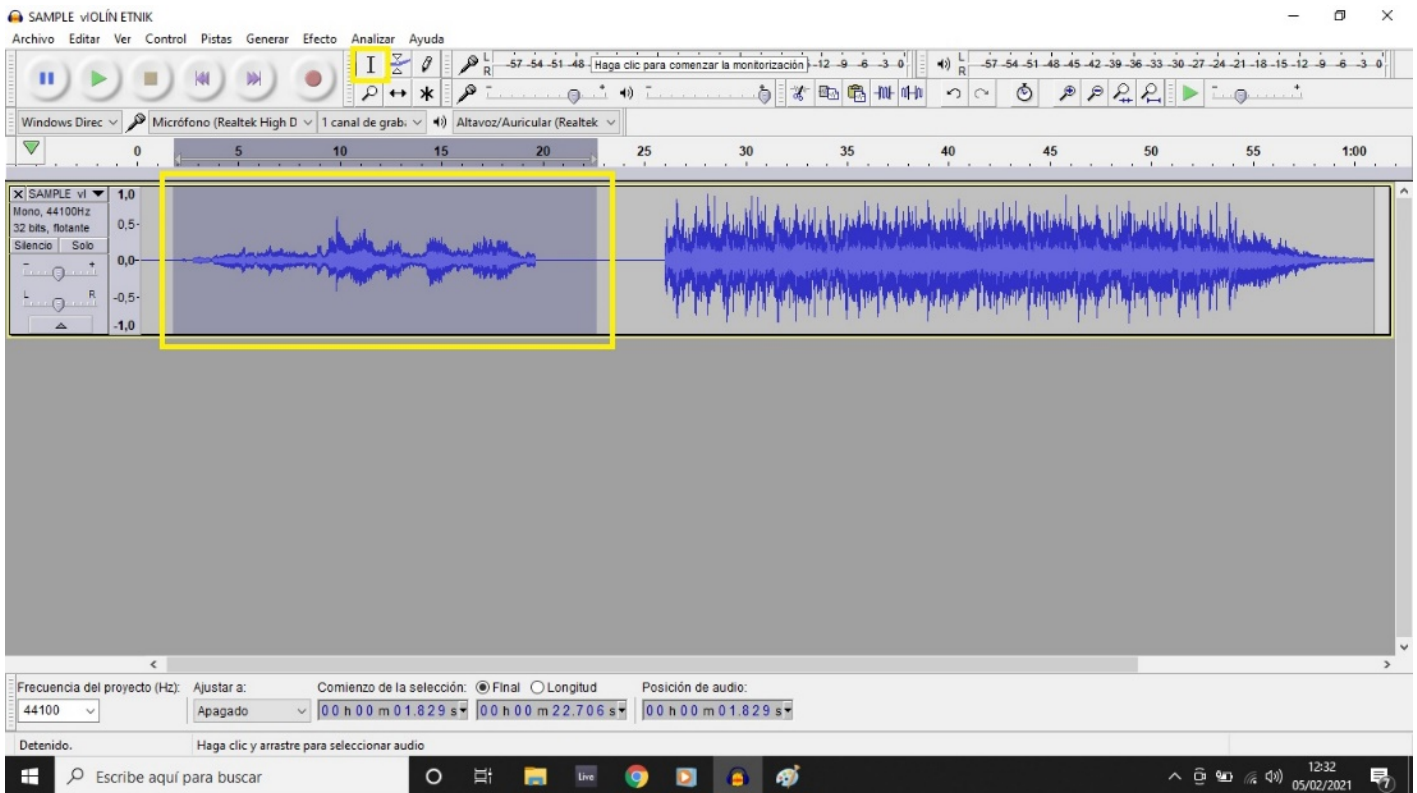 SAMPLE vIOLÍN ETNIK
Archivo Editar Ver Control Pistas Generar Efecto Analizar Ayuda
L -57 -54 -51 -48 Haga clic para comenzar la monitorización -12 -9 -6 -3 0 L -57 -54 -51 -48 -45 -42 -39 -36 -33 -30 -27 -24 -21 -18 -15 -12 -9 -6 -3 0
R R
- + - - +
Windows Direc Micrófono (Realtek High D 1 canal de graba Altavoz/Auricular (Realtek
0 5 10 15 20 25 30 35 40 45 50 55 1:00
X SAMPLE vI 1,0
Mono, 44100Hz
32 bits, flotante 0,5-
Silencio Solo
- + 0,0-
L R -0,5-
-1,0
Frecuencia del proyecto (Hz): Ajustar a: Comienzo de la selección: FInal Longitud Posición de audio:
44100 Apagado 00 h 00 m 01.829 s 00 h 00 m 22.706 s 00 h 00 m 01.829 s
Detenido. Haga clic y arrastre para seleccionar audio
Escribe aquí para buscar Live 12:32
05/02/2021 7